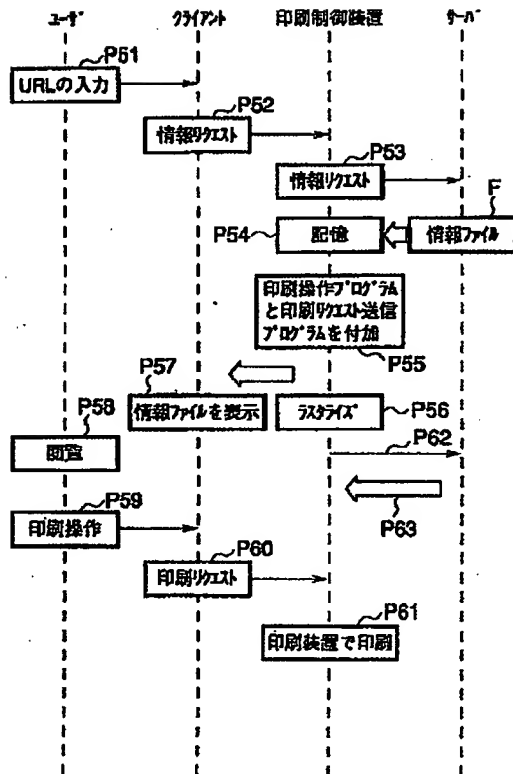 ユーザ クライアント 印刷制御装置 サーバ
P51
URLの入力
P52
情報リクエスト
P53
情報リクエスト
F
P54 記憶 情報ファイル
印刷操作プログラム
と印刷リクエスト送信
プログラムを付加
P55
P57
情報ファイルを表示 ラスタライズ P56
P58
閲覧
P62
P59
印刷操作
P63
P60
印刷リクエスト
P61
印刷装置で印刷